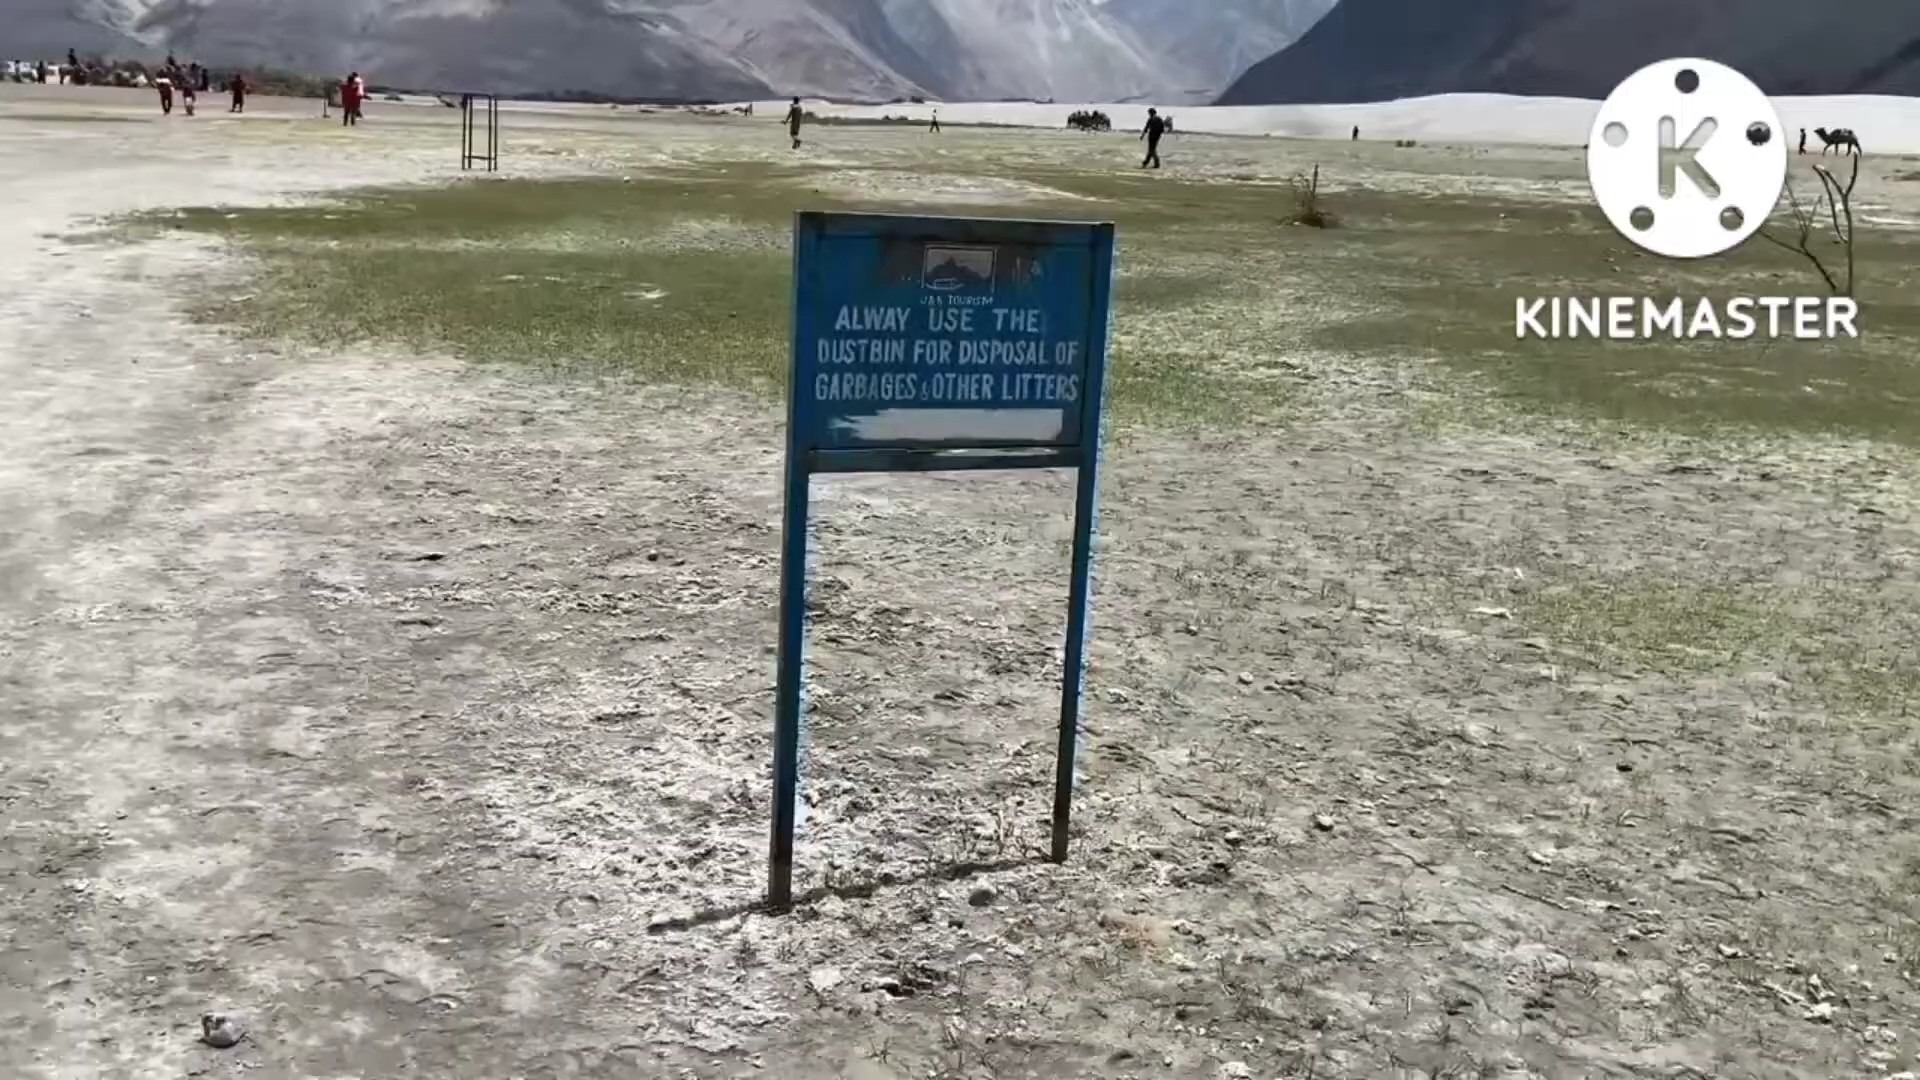 J&K TOURISM
ALWAY USE THE
DUSTBIN FOR DISPOSAL OF
GARBAGES & OTHER LITTERS
K
KINEMASTER